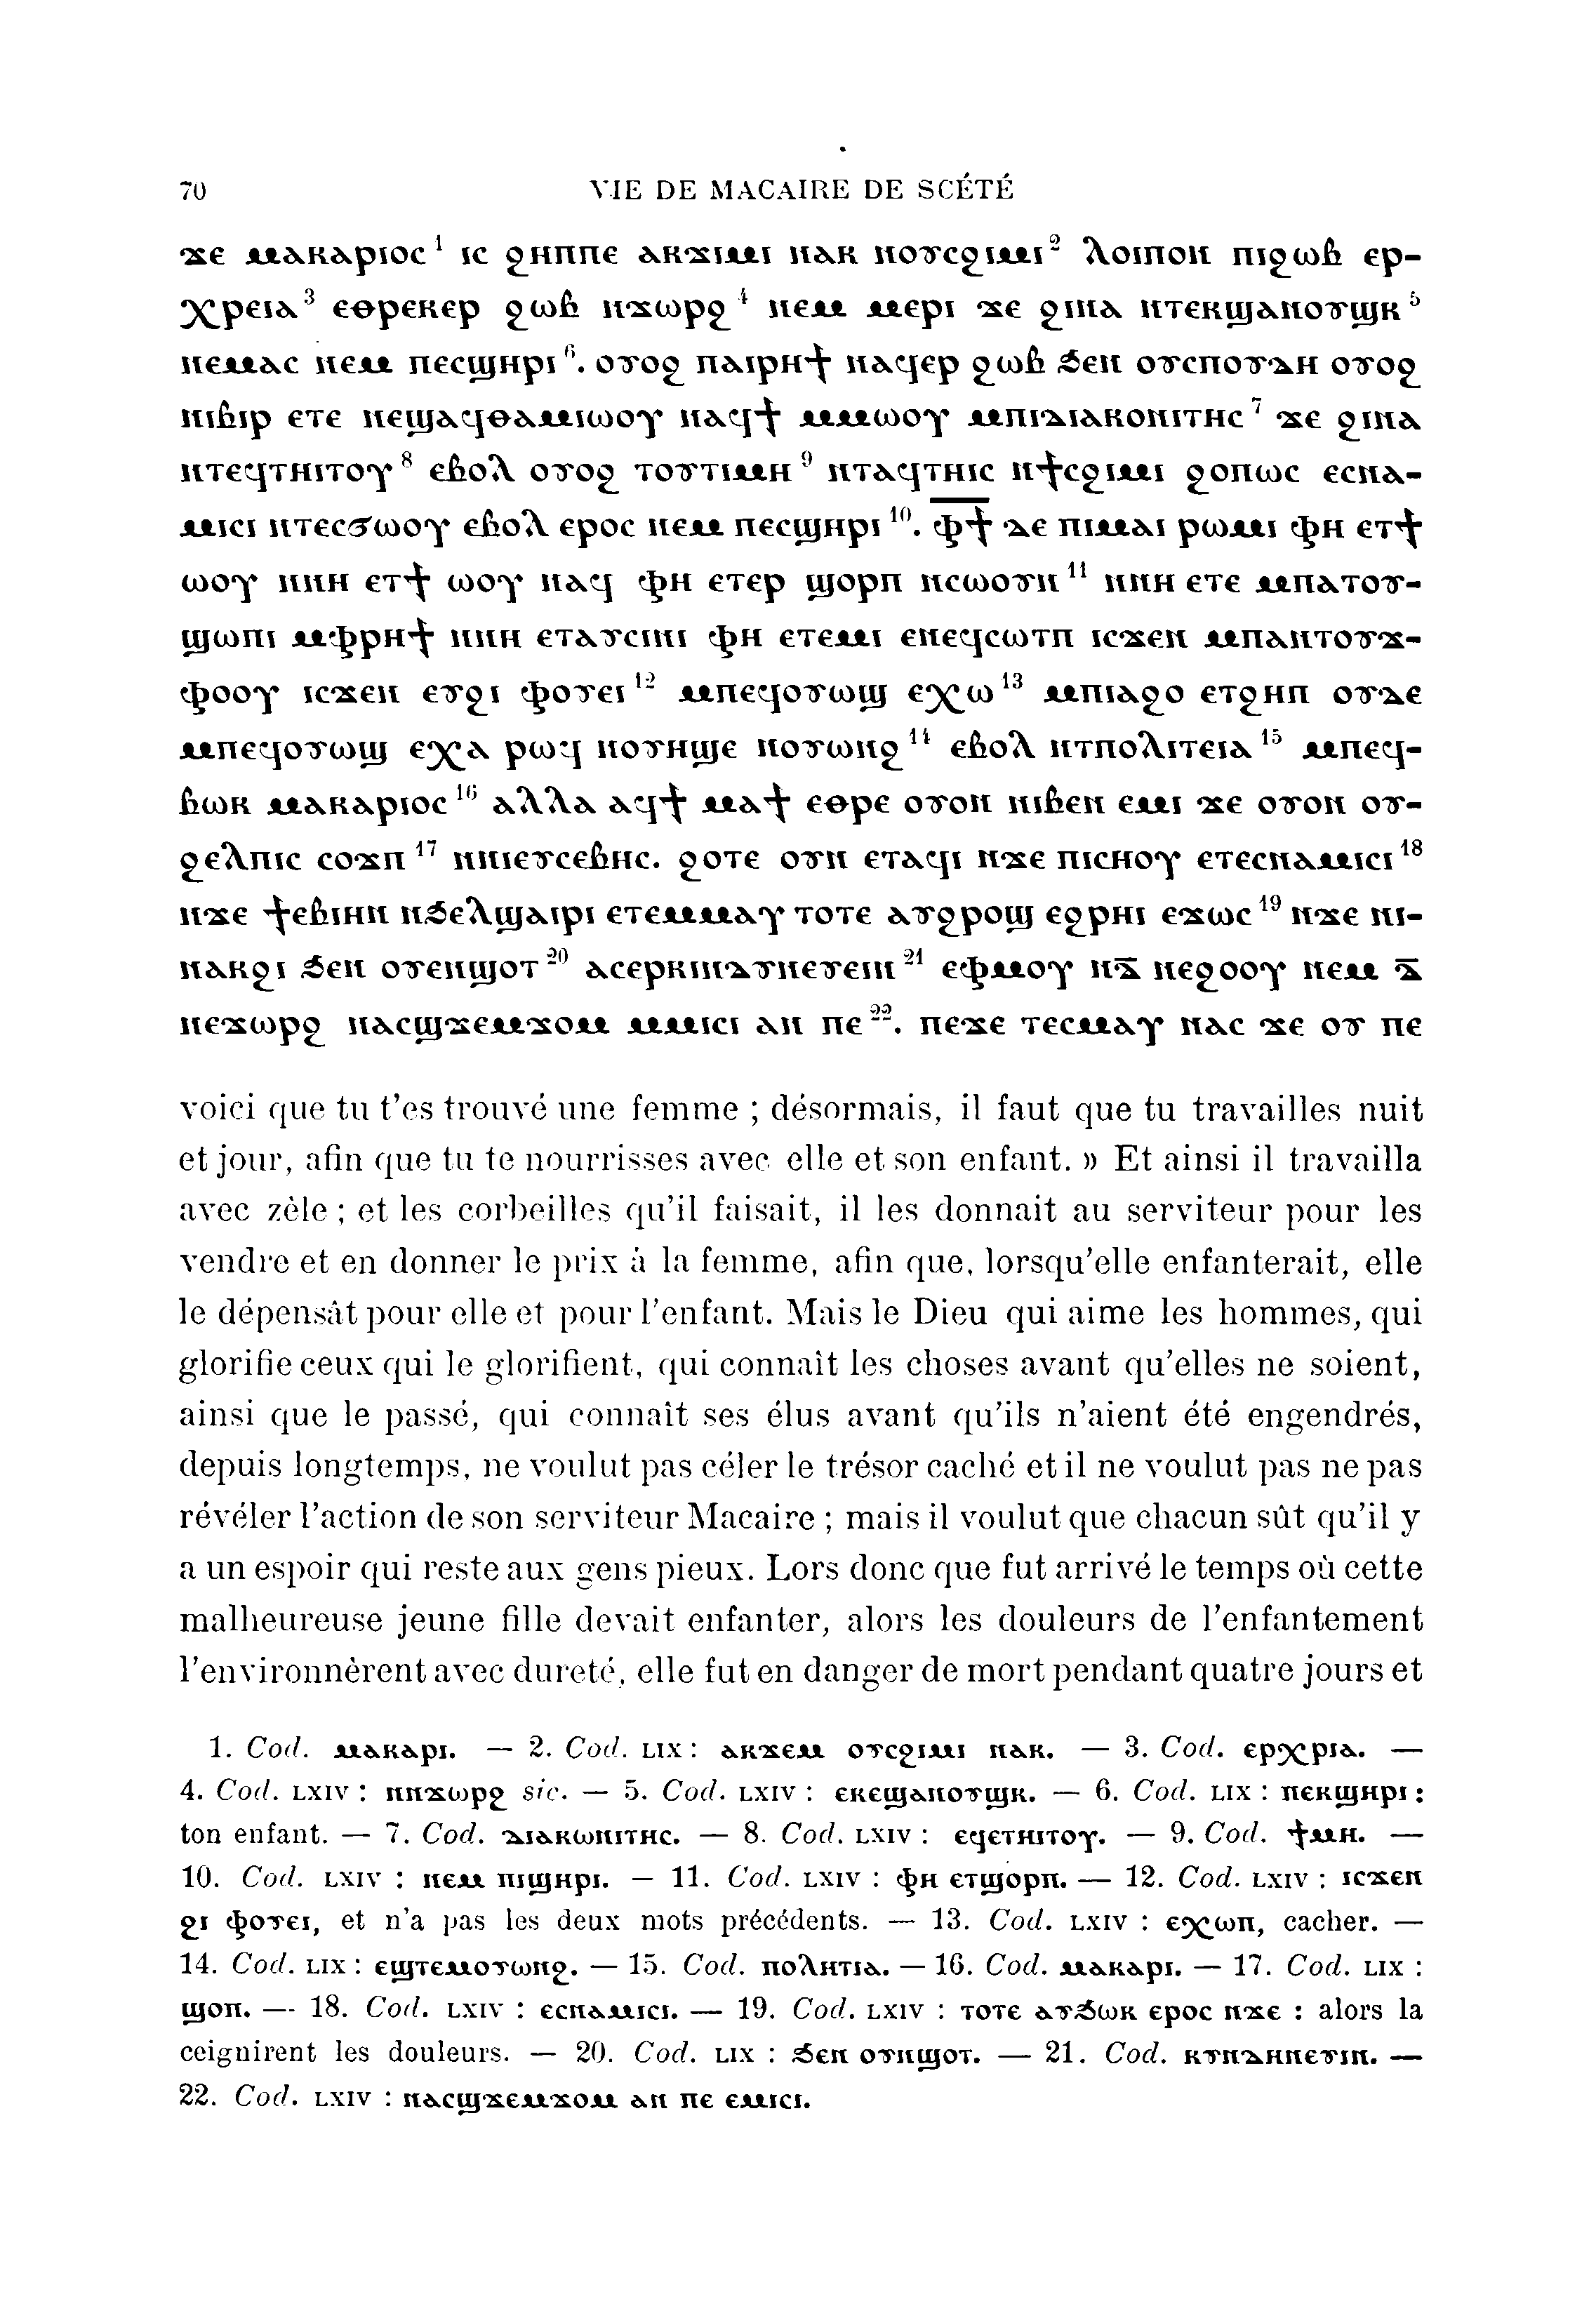 70 VIE DE MACAIRE DE SCÉTÉ
ϫⲉ ⲙⲁⲕⲁⲣⲓⲟⲥ¹ ⲓⲥ ϩⲏⲡⲡⲉ ⲁⲕϫⲓⲙⲓ ⲛⲁⲕ ⲛⲟⲩⲥϩⲓⲙⲓ² ⲗⲟⲓⲡⲟⲛ ⲡⲓϩⲱⲃ ⲉⲣ-
ⲭⲣⲉⲓⲁ³ ⲉⲑⲣⲉⲕⲉⲣ ϩⲱⲃ ⲛϫⲱⲣϩ⁴ ⲛⲉⲙ ⲙⲉⲣⲓ ϫⲉ ϩⲓⲛⲁ ⲛⲧⲉⲕϣⲁⲛⲟⲩϣⲕ⁵
ⲛⲉⲙⲁⲥ ⲛⲉⲙ ⲡⲉⲥϣⲏⲣⲓ⁶. ⲟⲩⲟϩ ⲡⲁⲓⲣⲏϯ ⲛⲁϥⲉⲣ ϩⲱⲃ ϧⲉⲛ ⲟⲩⲥⲡⲟⲩⲇⲏ ⲟⲩⲟϩ
ⲛⲓⲃⲓⲣ ⲉⲧⲉ ⲛⲉϣⲁϥⲑⲁⲙⲓⲱⲟⲩ ⲛⲁϥϯ ⲙⲙⲱⲟⲩ ⲙⲡⲓⲇⲓⲁⲕⲟⲛⲓⲧⲏⲥ⁷ ϫⲉ ϩⲓⲛⲁ
ⲛⲧⲉϥⲧⲏⲓⲧⲟⲩ⁸ ⲉⲃⲟⲗ ⲟⲩⲟϩ ⲧⲟⲩⲧⲓⲙⲏ⁹ ⲛⲧⲁϥⲧⲏⲓⲥ ⲛϯⲥϩⲓⲙⲓ ϩⲟⲡⲱⲥ ⲉⲥⲛⲁ-
ⲙⲓⲥⲓ ⲛⲧⲉⲥϭⲱⲟⲩ ⲉⲃⲟⲗ ⲉⲣⲟⲥ ⲛⲉⲙ ⲡⲉⲥϣⲏⲣⲓ¹⁰. ⲫ̅ϯ̅ ⲇⲉ ⲡⲓⲙⲁⲓ ⲣⲱⲙⲓ ⲫⲏ ⲉⲧϯ
ⲱⲟⲩ ⲛⲛⲏ ⲉⲧϯ ⲱⲟⲩ ⲛⲁϥ ⲫⲏ ⲉⲧⲉⲣ ϣⲟⲣⲡ ⲛⲥⲱⲟⲩⲛ¹¹ ⲛⲛⲏ ⲉⲧⲉ ⲙⲡⲁⲧⲟⲩ-
ϣⲱⲡⲓ ⲙⲫⲣⲏϯ ⲛⲛⲏ ⲉⲧⲁⲩⲥⲓⲛⲓ ⲫⲏ ⲉⲧⲉⲙⲓ ⲉⲛⲉϥⲥⲱⲧⲡ ⲓⲥϫⲉⲛ ⲙⲡⲁⲛⲧⲟⲩϫ-
ⲫⲟⲟⲩ ⲓⲥϫⲉⲛ ⲉⲩϩⲓ ⲫⲟⲩⲉⲓ¹² ⲙⲡⲉϥⲟⲩⲱϣ ⲉⲭⲱ¹³ ⲙⲡⲓⲁϩⲟ ⲉⲧϩⲏⲡ ⲟⲩⲇⲉ
ⲙⲡⲉϥⲟⲩⲱϣ ⲉⲭⲁ ⲣⲱϥ ⲛⲟⲩⲏϣⲉ ⲛⲟⲩⲱⲛϩ¹⁴ ⲉⲃⲟⲗ ⲛⲧⲡⲟⲗⲓⲧⲉⲓⲁ¹⁵ ⲙⲡⲉϥ-
ⲃⲱⲕ ⲙⲁⲕⲁⲣⲓⲟⲥ¹⁶ ⲁⲗⲗⲁ ⲁϥϯ ⲙⲁϯ ⲉⲑⲣⲉ ⲟⲩⲟⲛ ⲛⲓⲃⲉⲛ ⲉⲙⲓ ϫⲉ ⲟⲩⲟⲛ ⲟⲩ-
ϩⲉⲗⲡⲓⲥ ⲥⲟϫⲡ¹⁷ ⲛⲛⲓⲉⲩⲥⲉⲃⲏⲥ. ϩⲟⲧⲉ ⲟⲩⲛ ⲉⲧⲁϥⲓ ⲛϫⲉ ⲡⲓⲥⲏⲟⲩ ⲉⲧⲉⲥⲛⲁⲙⲓⲥⲓ¹⁸
ⲛϫⲉ ϯⲉⲃⲓⲏⲛ ⲛϧⲉⲗϣⲁⲓⲣⲓ ⲉⲧⲉⲙⲙⲁⲩ ⲧⲟⲧⲉ ⲁⲩϩⲣⲟϣ ⲉϩⲣⲏⲓ ⲉϫⲱⲥ¹⁹ ⲛϫⲉ ⲛⲓ-
ⲛⲁⲕϩⲓ ϧⲉⲛ ⲟⲩⲉⲛϣⲟⲧ²⁰ ⲁⲥⲉⲣⲕⲓⲛⲇⲩⲛⲉⲩⲉⲓⲛ²¹ ⲉⲫⲙⲟⲩ ⲛⲇ̅ ⲛⲉϩⲟⲟⲩ ⲛⲉⲙ ⲇ̅
ⲛⲉϫⲱⲣϩ ⲛⲁⲥϣϫⲉⲙϫⲟⲙ ⲙⲙⲓⲥⲓ ⲁⲛ ⲡⲉ²². ⲡⲉϫⲉ ⲧⲉⲥⲙⲁⲩ ⲛⲁⲥ ϫⲉ ⲟⲩ ⲡⲉ
voici que tu t'es trouvé une femme ; désormais, il faut que tu travailles nuit
et jour, afin que tu te nourrisses avec elle et son enfant. » Et ainsi il travailla
avec zèle ; et les corbeilles qu'il faisait, il les donnait au serviteur pour les
vendre et en donner le prix à la femme, afin que, lorsqu'elle enfanterait, elle
le dépensât pour elle et pour l'enfant. Mais le Dieu qui aime les hommes, qui
glorifie ceux qui le glorifient, qui connaît les choses avant qu'elles ne soient,
ainsi que le passé, qui connaît ses élus avant qu'ils n'aient été engendrés,
depuis longtemps, ne voulut pas céler le trésor caché et il ne voulut pas ne pas
révéler l'action de son serviteur Macaire ; mais il voulut que chacun sût qu'il y
a un espoir qui reste aux gens pieux. Lors donc que fut arrivé le temps où cette
malheureuse jeune fille devait enfanter, alors les douleurs de l'enfantement
l'environnèrent avec dureté, elle fut en danger de mort pendant quatre jours et
1. Cod. ⲙⲁⲕⲁⲣⲓ. — 2. Cod. LIX : ⲁⲕϫⲉⲙ ⲟⲩⲥϩⲓⲙⲓ ⲛⲁⲕ. — 3. Cod. ⲉⲣⲭⲣⲓⲁ. —
4. Cod. LXIV : ⲛⲛϫⲱⲣϩ sic. — 5. Cod. LXIV : ⲉⲕⲉϣⲁⲛⲟⲩϣⲕ. — 6. Cod. LIX : ⲡⲉⲕϣⲏⲣⲓ :
ton enfant. — 7. Cod. ⲇⲓⲁⲕⲱⲛⲓⲧⲏⲥ. — 8. Cod. LXIV : ⲉϥⲉⲧⲏⲓⲧⲟⲩ. — 9. Cod. ϯⲙⲏ. —
10. Cod. LXIV : ⲛⲉⲙ ⲡⲓϣⲏⲣⲓ. — 11. Cod. LXIV : ⲫⲏ ⲉⲧϣⲟⲣⲡ. — 12. Cod. LXIV : ⲓⲥϫⲉⲛ
ϩⲓ ⲫⲟⲩⲉⲓ, et n'a pas les deux mots précédents. — 13. Cod. LXIV : ⲉⲭⲱⲡ, cacher. —
14. Cod. LIX : ⲉϣⲧⲉⲙⲟⲩⲱⲛϩ. — 15. Cod. ⲡⲟⲗⲏⲧⲓⲁ. — 16. Cod. ⲙⲁⲕⲁⲣⲓ. — 17. Cod. LIX :
ϣⲟⲡ. — 18. Cod. LXIV : ⲉⲥⲛⲁⲙⲓⲥⲓ. — 19. Cod. LXIV : ⲧⲟⲧⲉ ⲁⲩϧⲱⲕ ⲉⲣⲟⲥ ⲛϫⲉ : alors la
ceignirent les douleurs. — 20. Cod. LIX : ϧⲉⲛ ⲟⲩⲛϣⲟⲧ. — 21. Cod. ⲕⲩⲛⲇⲏⲛⲉⲩⲓⲛ. —
22. Cod. LXIV : ⲛⲁⲥϣϫⲉⲙϫⲟⲙ ⲁⲛ ⲡⲉ ⲉⲙⲓⲥⲓ.